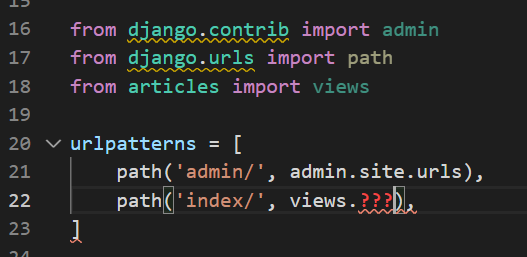 15
16 from django.contrib import admin
17 from django.urls import path
18 from articles import views
19
20 urlpatterns = [
21     path('admin/', admin.site.urls),
22     path('index/', views.???),
23 ]
24